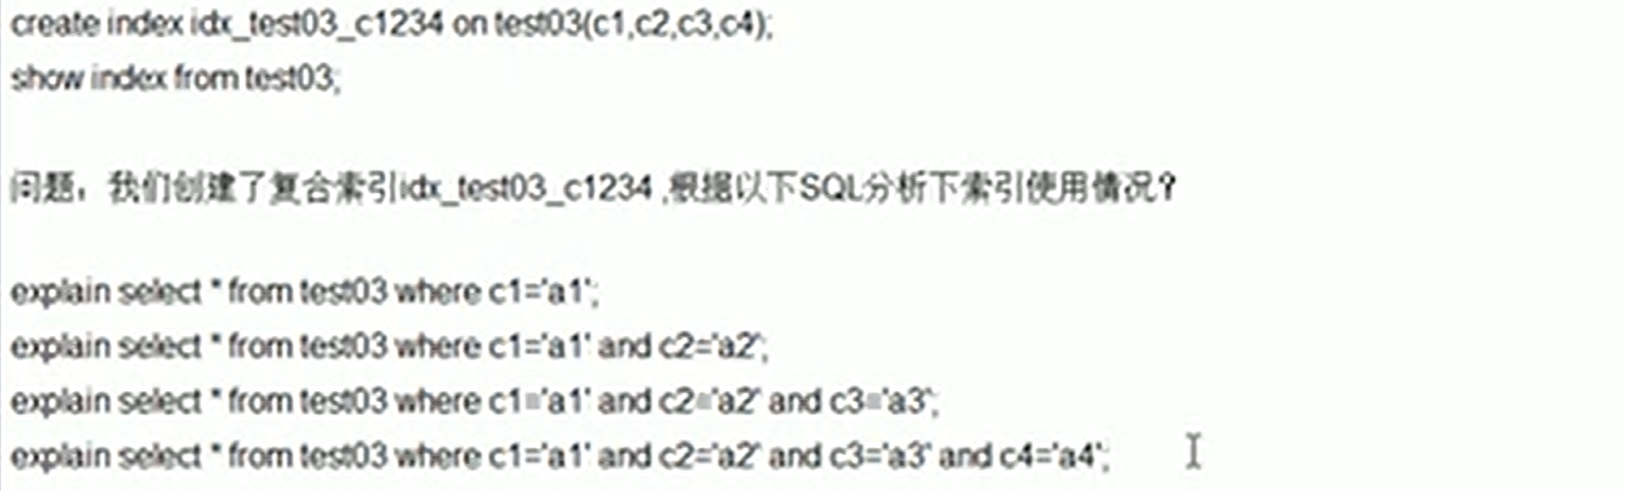 create index idx_test03_c1234 on test03(c1,c2,c3,c4);
show index from test03;
问题：我们创建了复合索引idx_test03_c1234 ,根据以下SQL分析下索引使用情况？
explain select * from test03 where c1='a1';
explain select * from test03 where c1='a1' and c2='a2';
explain select * from test03 where c1='a1' and c2='a2' and c3='a3';
explain select * from test03 where c1='a1' and c2='a2' and c3='a3' and c4='a4';